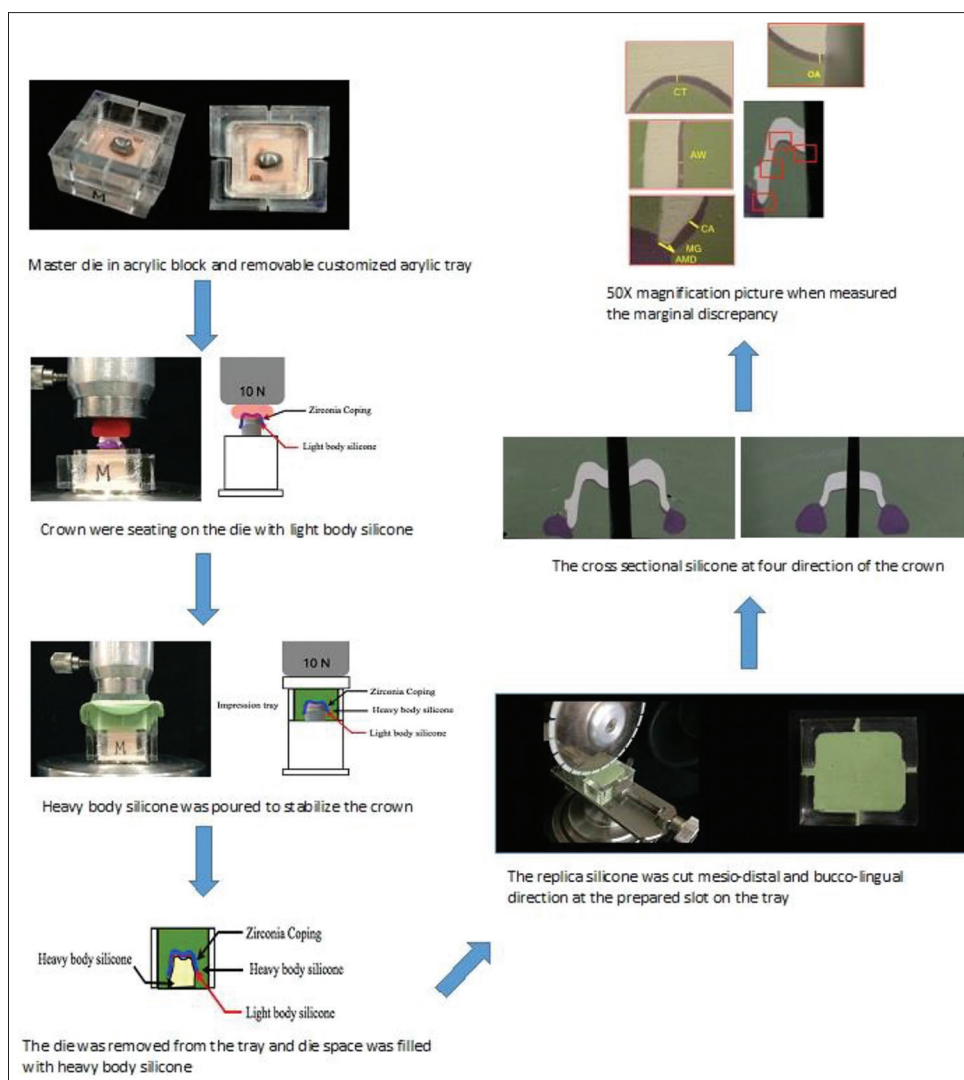 M
Master die in acrylic block and removable customized acrylic tray
M
10 N
Zirconia Coping
Light body silicone
Crown were seating on the die with light body silicone
M
10 N
Impression tray
Zirconia Coping
Heavy body silicone
Light body silicone
Heavy body silicone was poured to stabilize the crown
Heavy body silicone
Zirconia Coping
Heavy body silicone
Light body silicone
The die was removed from the tray and die space was filled
with heavy body silicone
The replica silicone was cut mesio-distal and bucco-lingual
direction at the prepared slot on the tray
The cross sectional silicone at four direction of the crown
CT
OA
AW
CA
MG
AMD
50X magnification picture when measured
the marginal discrepancy